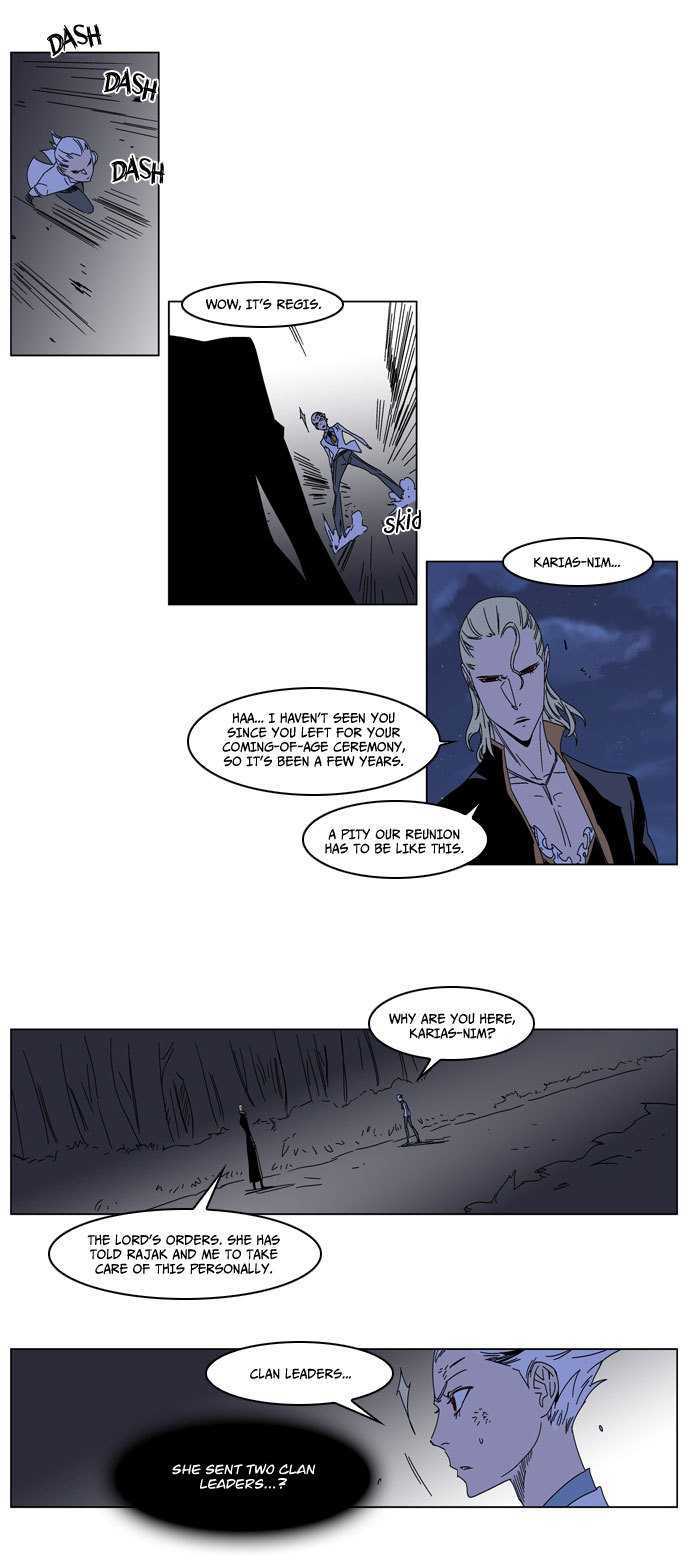 DASH
DASH
DASH
WOW, IT'S REGIS.
SKID
KARIAS-NIM...
HAA... I HAVEN'T SEEN YOU
SINCE YOU LEFT FOR YOUR
COMING-OF-AGE CEREMONY,
SO IT'S BEEN A FEW YEARS.
A PITY OUR REUNION
HAS TO BE LIKE THIS.
WHY ARE YOU HERE,
KARIAS-NIM?
THE LORD'S ORDERS. SHE HAS
TOLD RAJAK AND ME TO TAKE
CARE OF THIS PERSONALLY.
CLAN LEADERS...
SHE SENT TWO CLAN
LEADERS...?